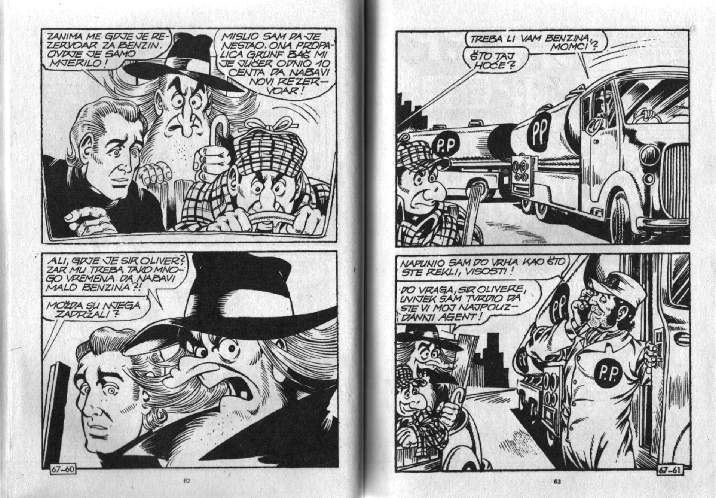 ZANIMA ME GDJE JE RE-
ZERVOAR ZA BENZIN.
OVDJE JE SAMO
MJERILO!
MISLIO SAM DA JE
NESTAO. ONA PROPA-
LICA GRUNF BAŠ MI
JE JUČER ODNIO 10
CENTA DA NABAVI
NOVI REZER-
VOAR!
ALI, GDJE JE SIR OLIVER?
ZAR MU TREBA TAKO MNO-
GO VREMENA DA NABAVI
MALO BENZINA?!
MOŽDA SU NJEGA
ZADRŽALI?
67-60
62
TREBA LI VAM BENZINA,
MOMCI?
ŠTO TAJ
HOĆE?
P.P.
P.P.
NAPUNIO SAM DO VRHA KAO ŠTO
STE REKLI, VISOSTI!
DO VRAGA, SIR OLIVERE,
UVIJEK SAM TVRDIO DA
STE VI MOJ NAJPOUZ-
DANIJI AGENT!
P.P.
67-61
63